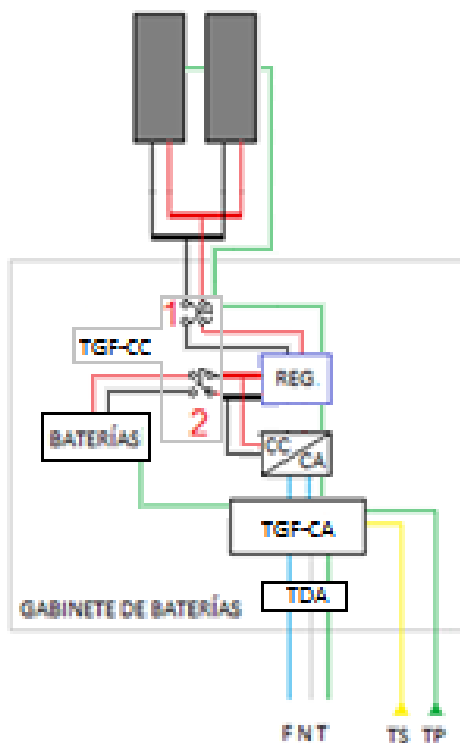 1
TGF-CC
REG.
2
BATERÍAS
CC
CA
TGF-CA
TDA
GABINETE DE BATERÍAS
F N T TS TP